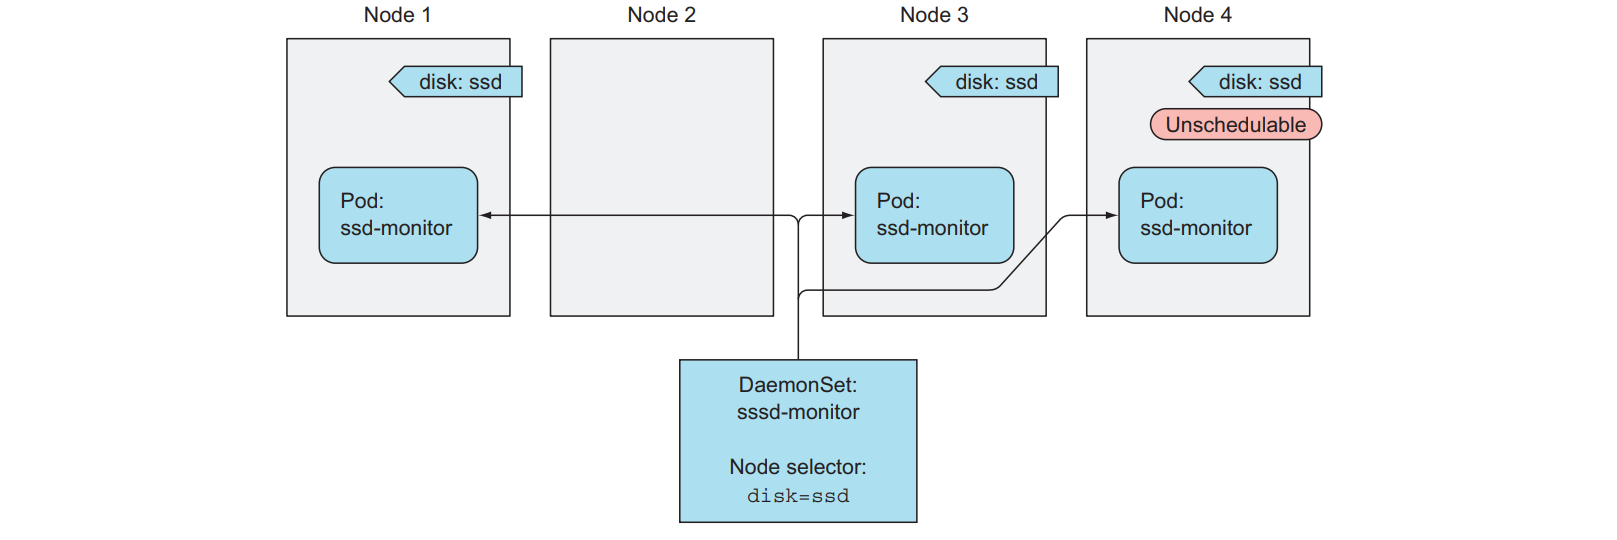 Node 1
Node 2
Node 3
Node 4
disk: ssd
disk: ssd
disk: ssd
Unschedulable
Pod:
ssd-monitor
Pod:
ssd-monitor
Pod:
ssd-monitor
DaemonSet:
sssd-monitor
Node selector:
disk=ssd